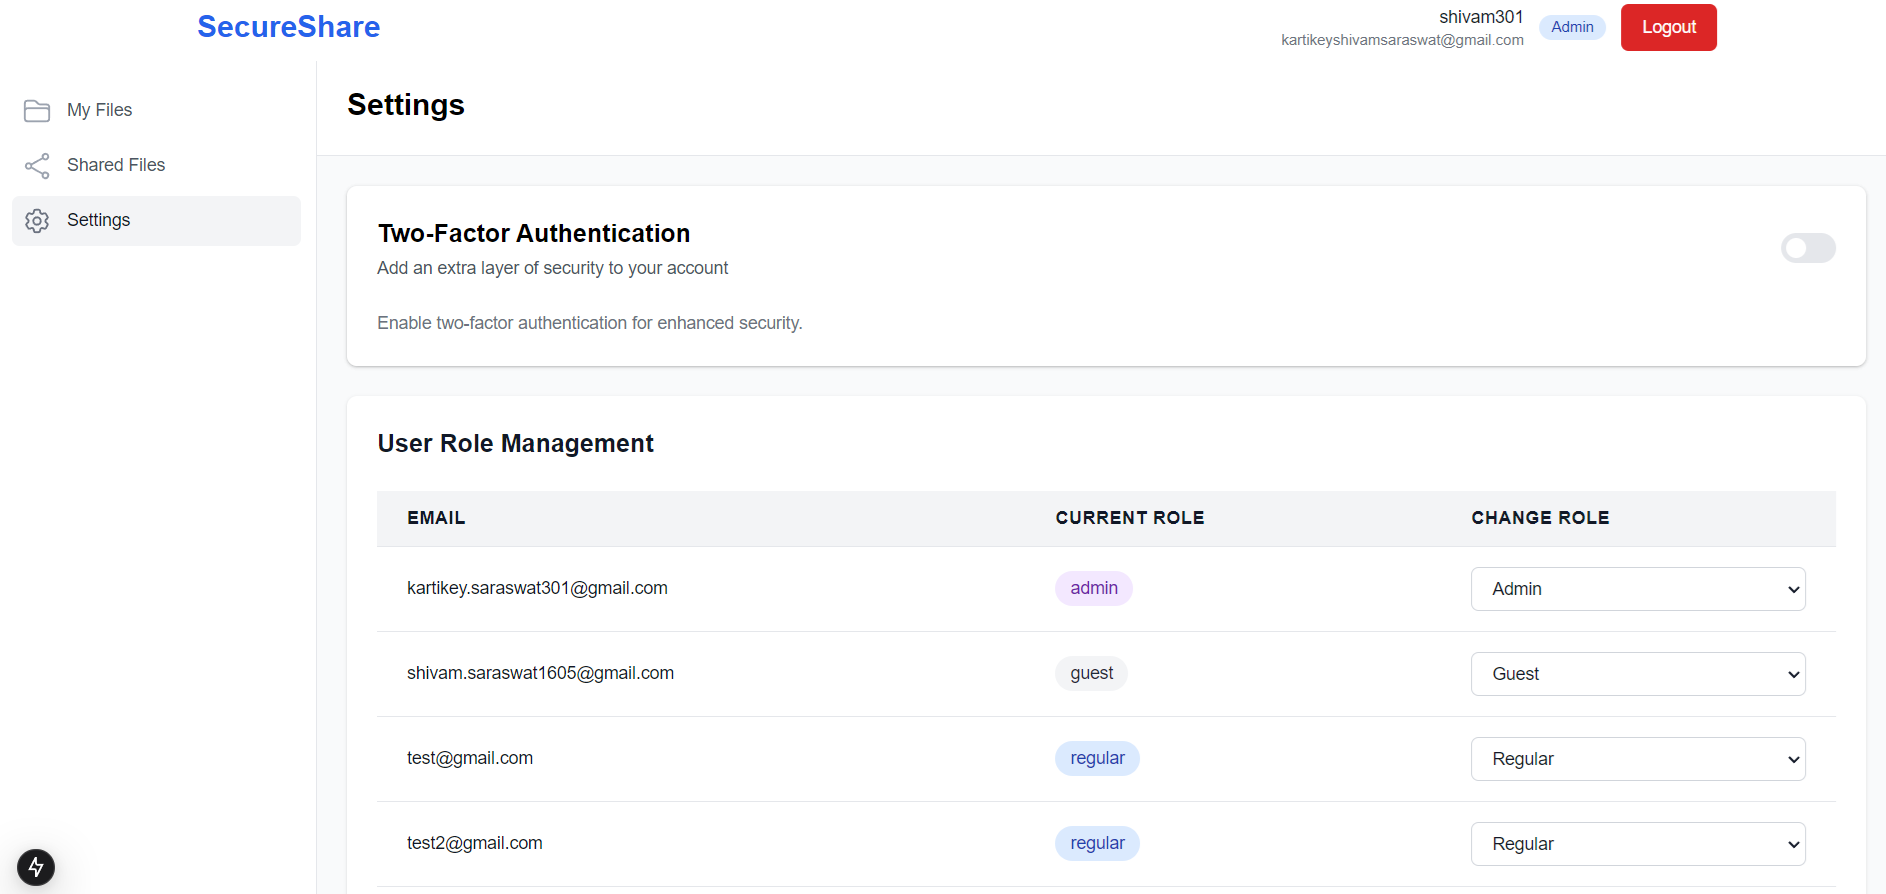 SecureShare
shivam301
kartikeyshivamsaraswat@gmail.com
Admin
Logout
My Files
Shared Files
Settings
Settings
Two-Factor Authentication
Add an extra layer of security to your account
Enable two-factor authentication for enhanced security.
User Role Management
EMAIL CURRENT ROLE CHANGE ROLE
kartikey.saraswat301@gmail.com admin Admin
shivam.saraswat1605@gmail.com guest Guest
test@gmail.com regular Regular
test2@gmail.com regular Regular